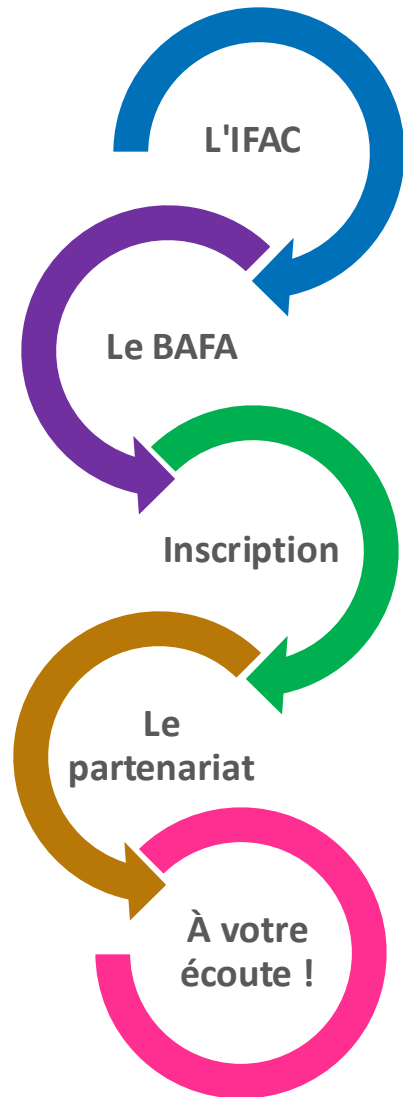 L'IFAC
Le BAFA
Inscription
Le
partenariat
À votre
écoute !